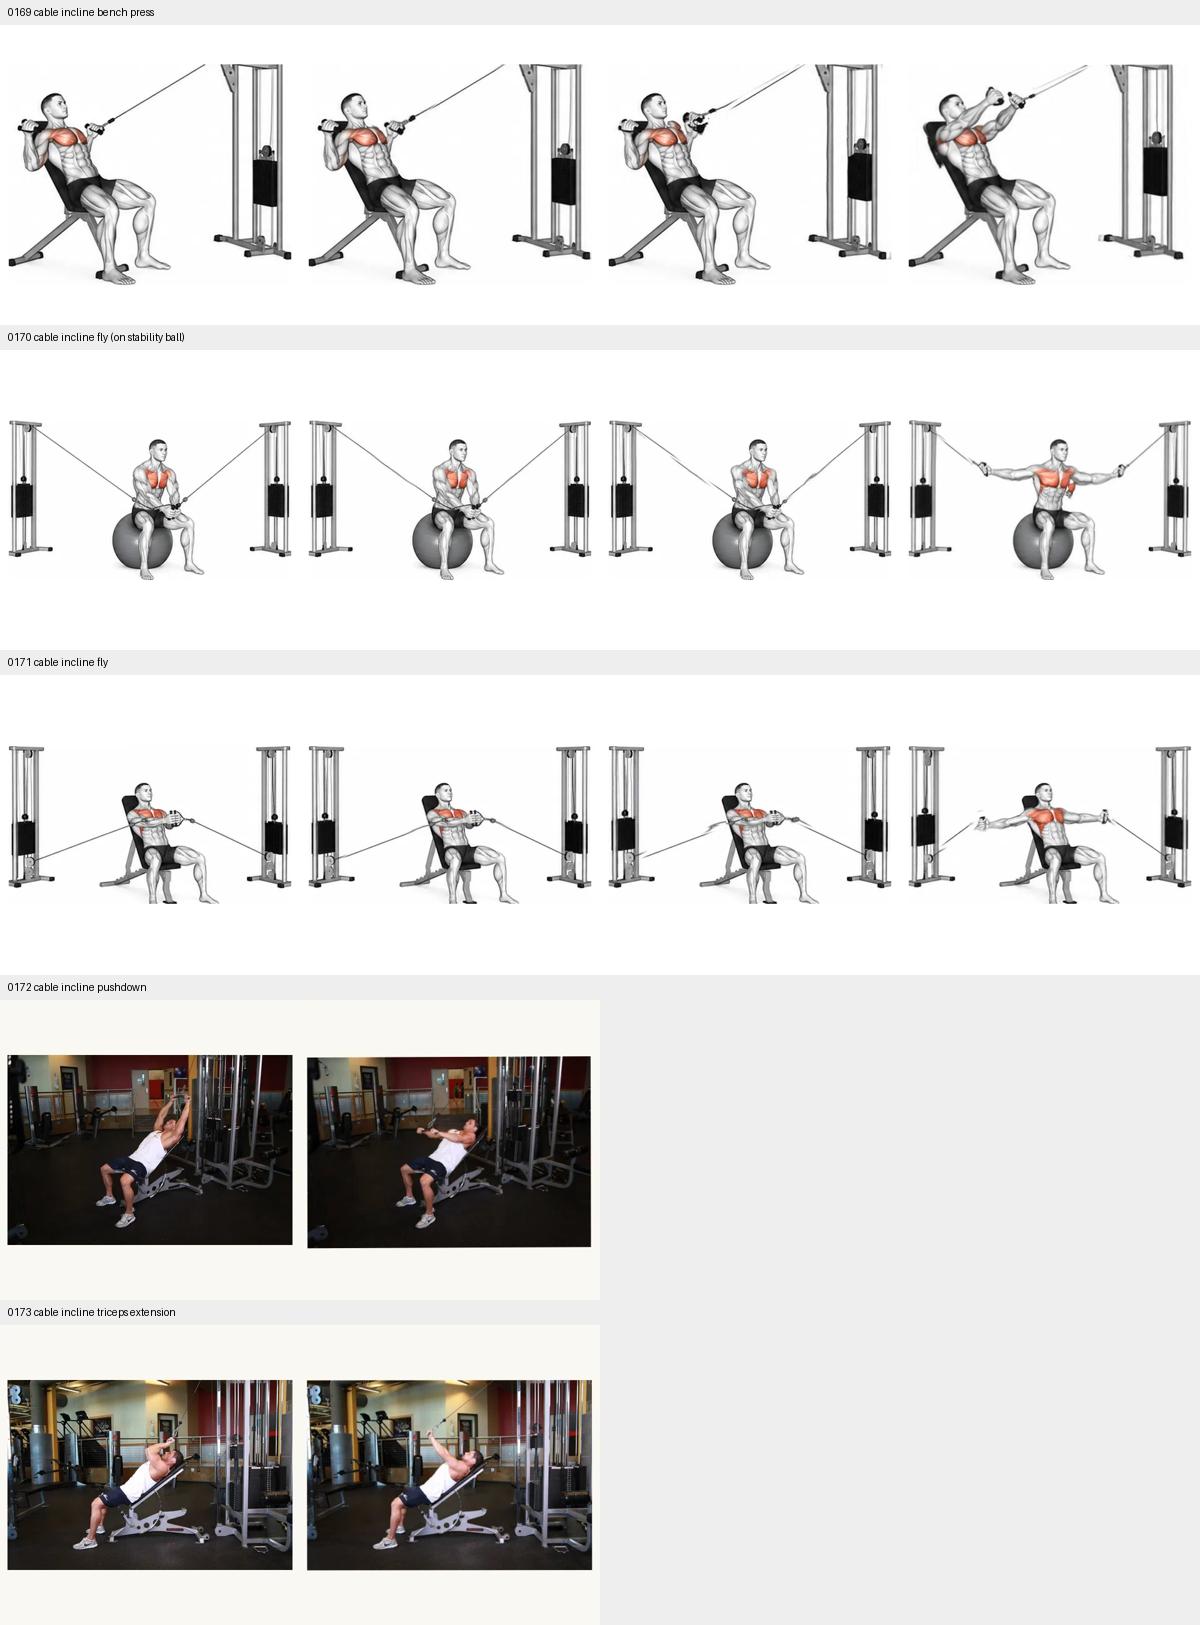 0169 cable incline bench press
0170 cable incline fly (on stability ball)
0171 cable incline fly
0172 cable incline pushdown
0173 cable incline triceps extension